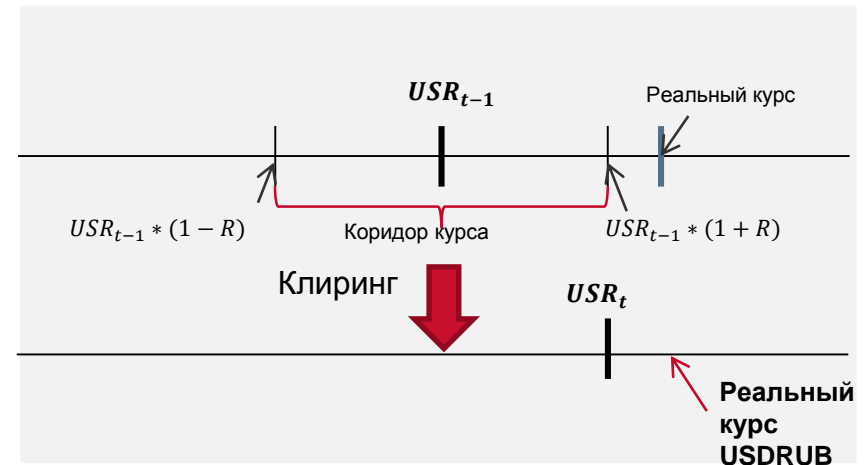 USR_{t−1}
Реальный курс
USR_{t−1} * (1 − R)
Коридор курса
USR_{t−1} * (1 + R)
Клиринг
USR_t
Реальный
курс
USDRUB